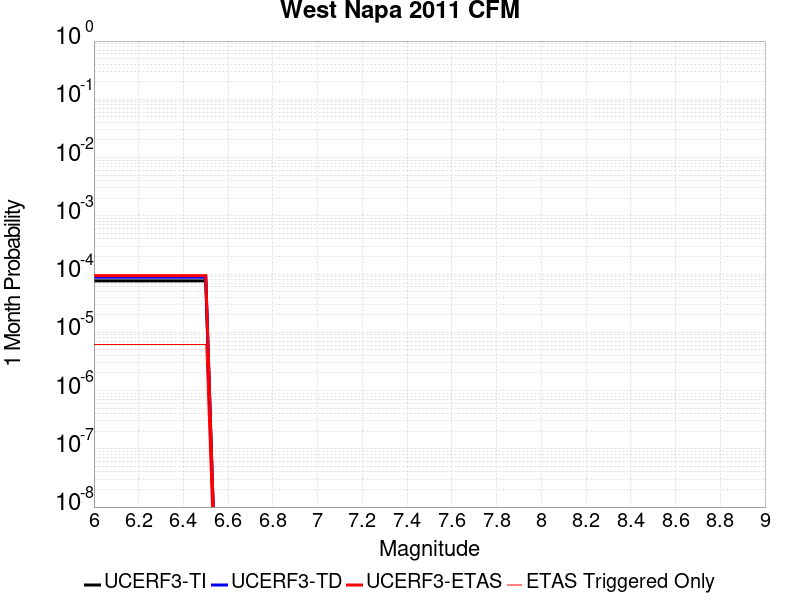 West Napa 2011 CFM
10^0
10^-1
10^-2
10^-3
10^-4
10^-5
10^-6
10^-7
10^-8
1 Month Probability
6 6.2 6.4 6.6 6.8 7 7.2 7.4 7.6 7.8 8 8.2 8.4 8.6 8.8 9
Magnitude
UCERF3-TI UCERF3-TD UCERF3-ETAS ETAS Triggered Only